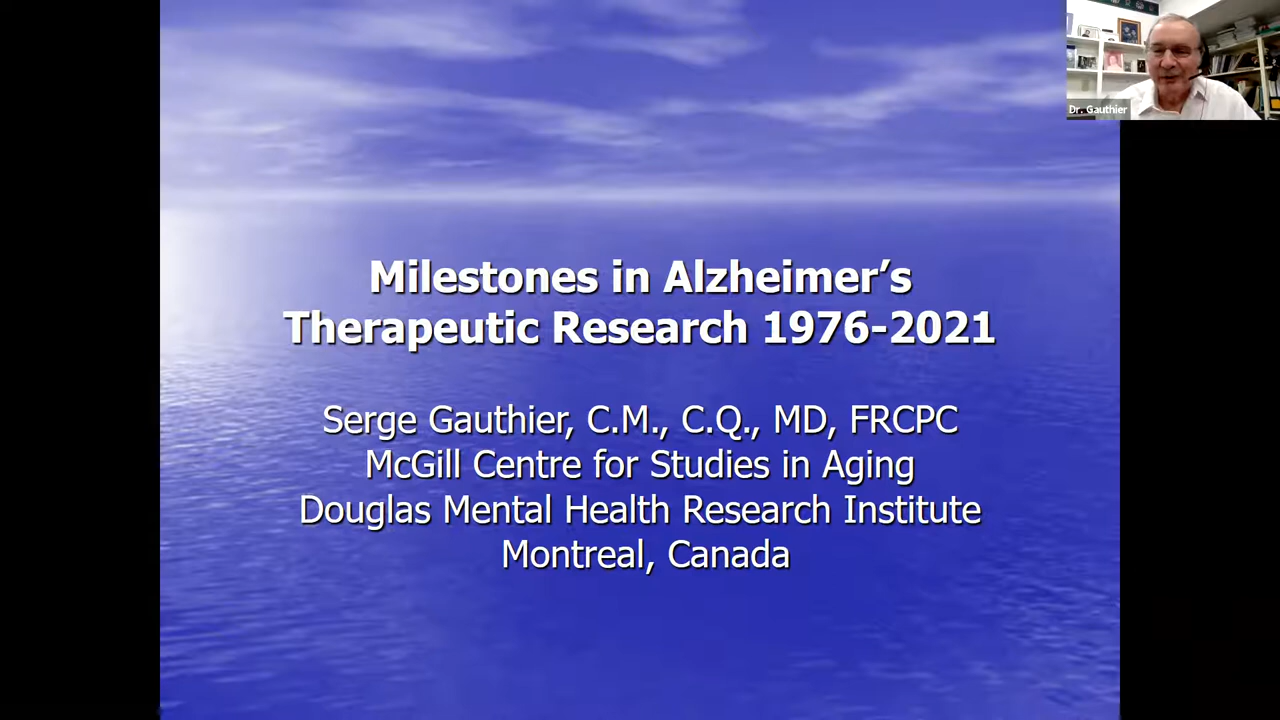 Dr. Gauthier
Milestones in Alzheimer’s
Therapeutic Research 1976-2021
Serge Gauthier, C.M., C.Q., MD, FRCPC
McGill Centre for Studies in Aging
Douglas Mental Health Research Institute
Montreal, Canada